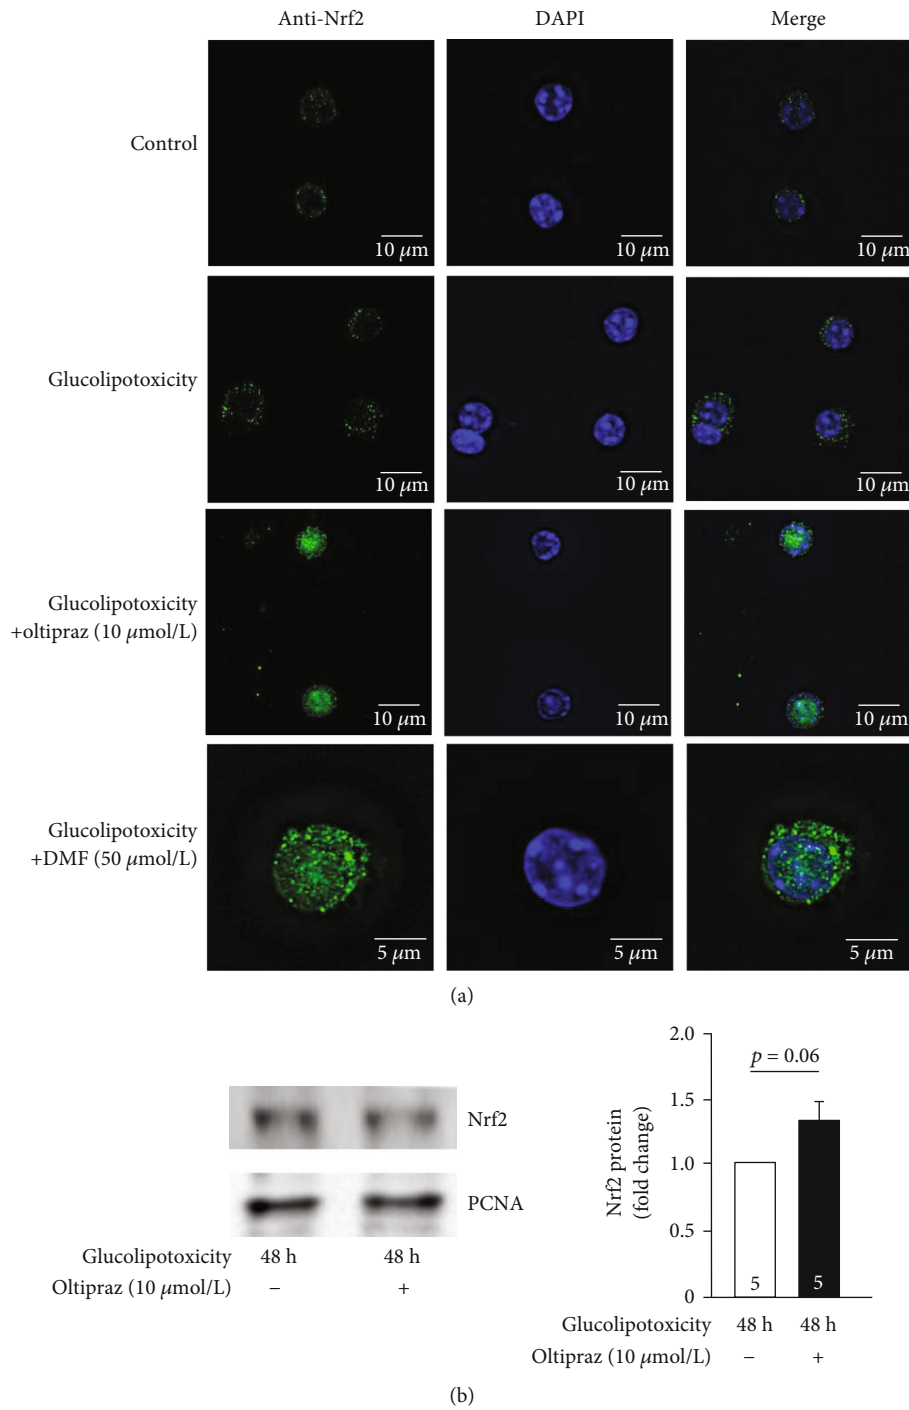 Anti-Nrf2 DAPI Merge
Control
10 µm 10 µm 10 µm
Glucolipotoxicity
10 µm 10 µm 10 µm
Glucolipotoxicity
+oltipraz (10 µmol/L)
10 µm 10 µm 10 µm
Glucolipotoxicity
+DMF (50 µmol/L)
5 µm 5 µm 5 µm
(a)
Nrf2
PCNA
Glucolipotoxicity 48 h 48 h
Oltipraz (10 µmol/L) − +
Nrf2 protein
(fold change)
2.0
1.5
1.0
0.5
0
p = 0.06
5 5
Glucolipotoxicity 48 h 48 h
Oltipraz (10 µmol/L) − +
(b)